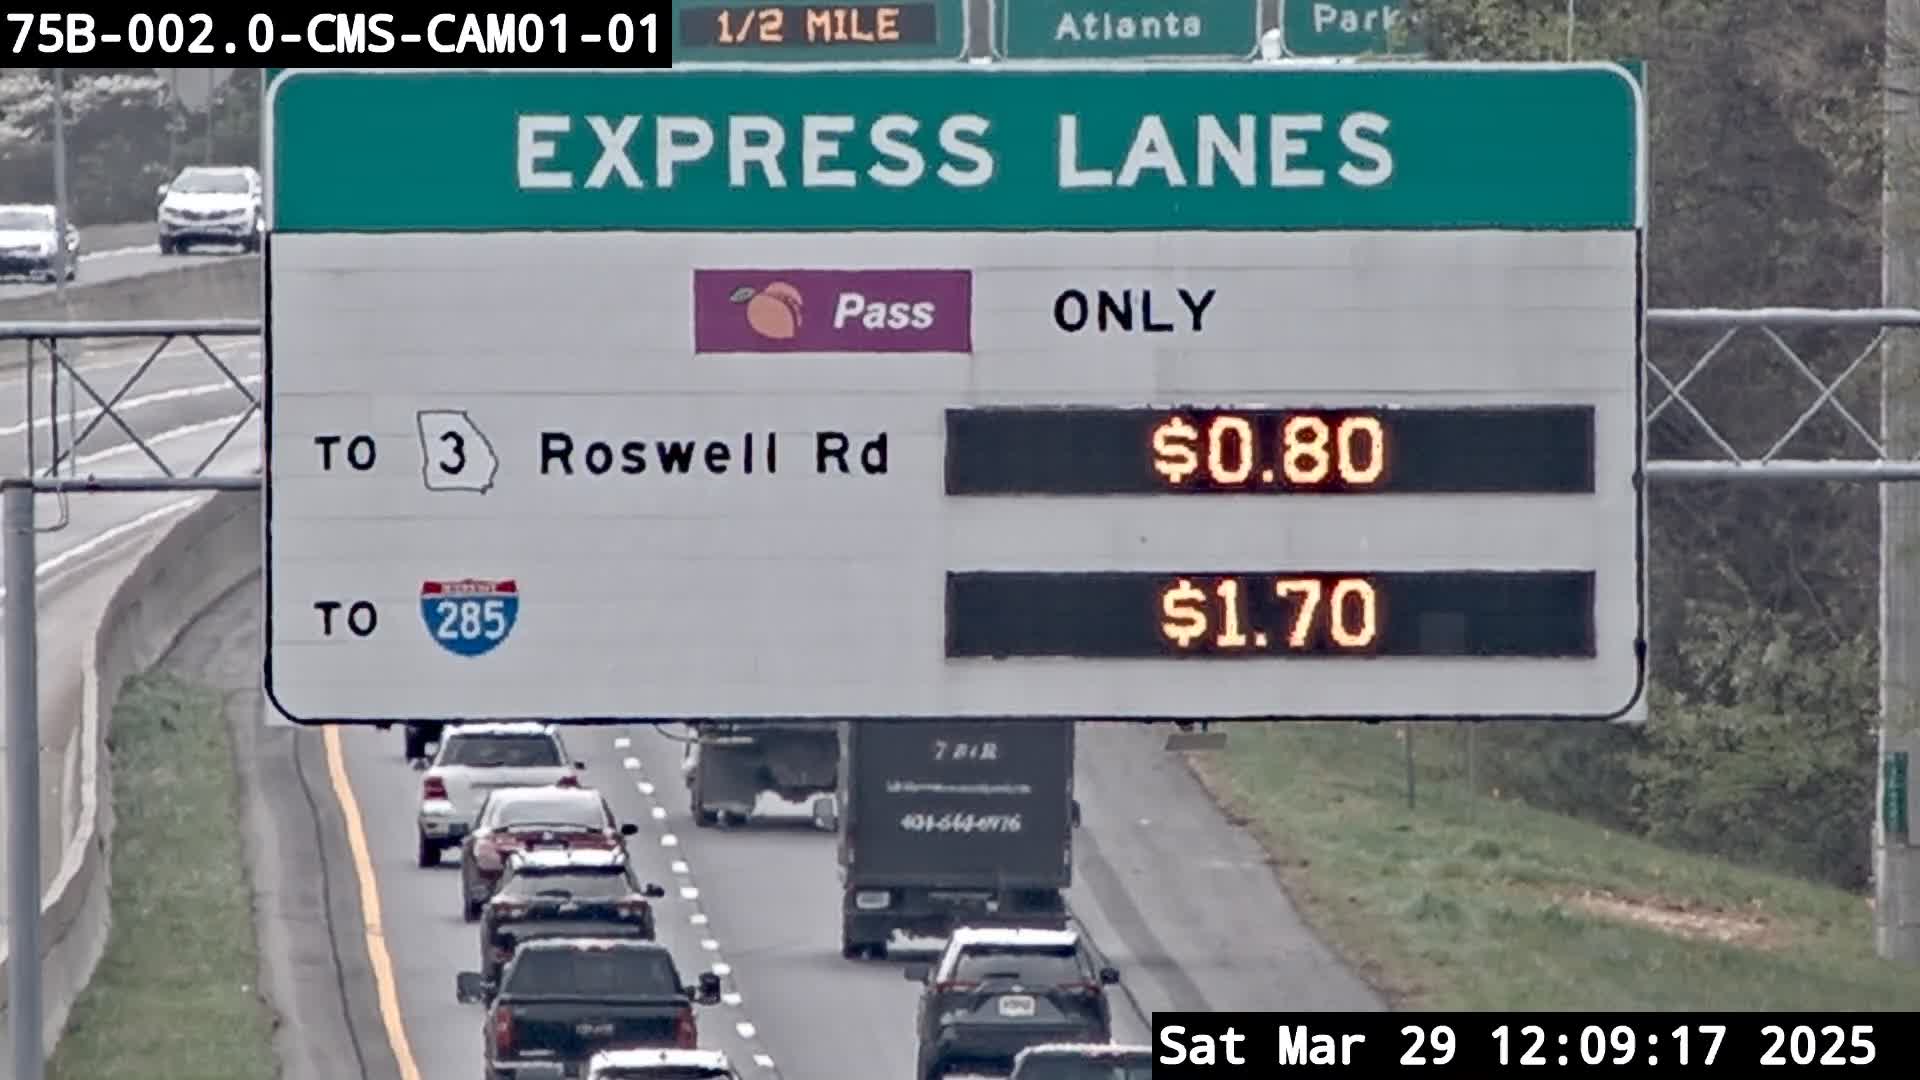 75B-002.0-CMS-CAM01-01
1/2 MILE
Atlanta
Park
EXPRESS LANES
Pass ONLY
TO 3 Roswell Rd $0.80
TO 285 $1.70
Sat Mar 29 12:09:17 2025